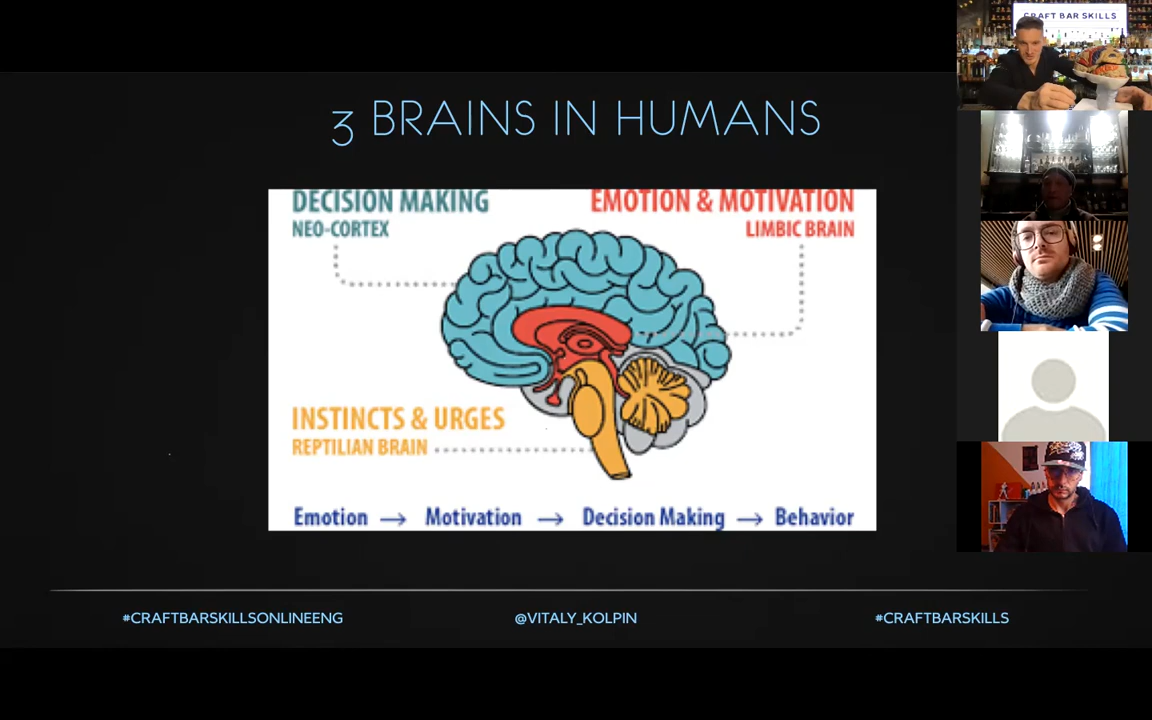 CRAFT BAR SKILLS
3 BRAINS IN HUMANS
DECISION MAKING
NEO-CORTEX
EMOTION & MOTIVATION
LIMBIC BRAIN
INSTINCTS & URGES
REPTILIAN BRAIN
Emotion → Motivation → Decision Making → Behavior
#CRAFTBARSKILLSONLINEENG
@VITALY_KOLPIN
#CRAFTBARSKILLS